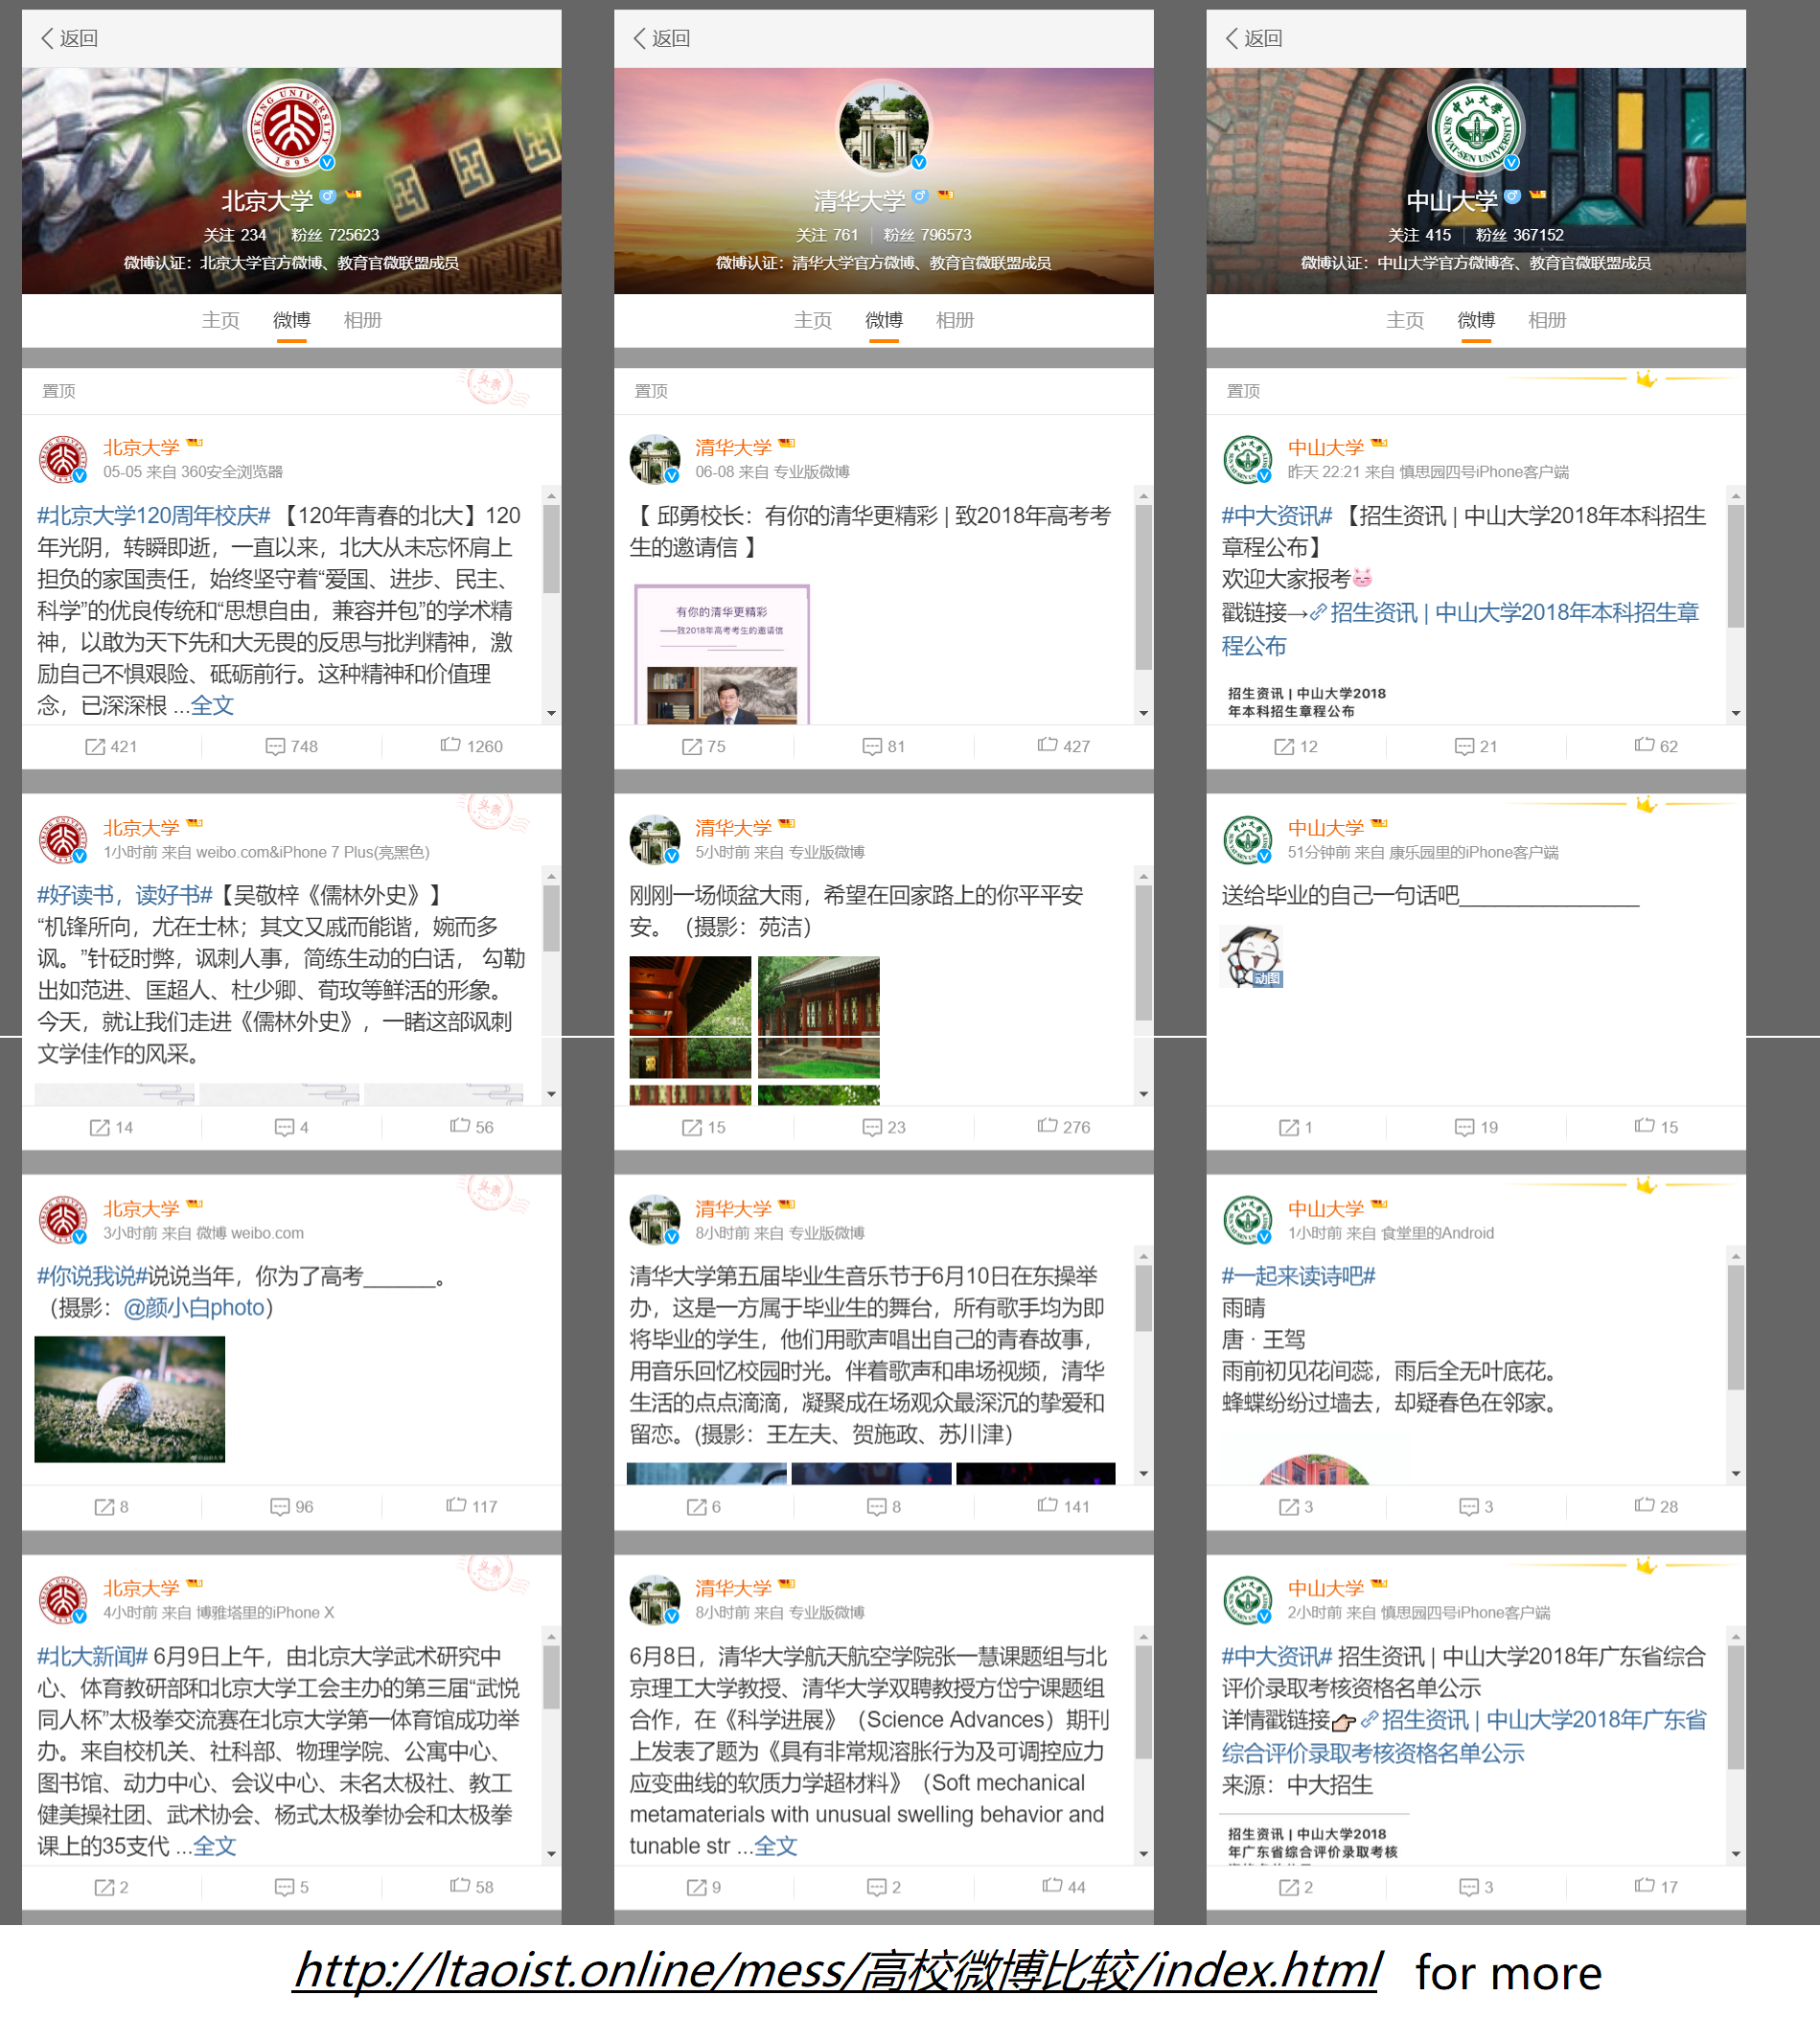 返回
PEKING UNIVERSITY
1898
北京大学
关注 234 | 粉丝 725623
微博认证：北京大学官方微博、教育官微联盟成员
主页 微博 相册
置顶
头条
北京大学
05-05 来自 360安全浏览器
#北京大学120周年校庆# 【120年青春的北大】120
年光阴，转瞬即逝，一直以来，北大从未忘怀肩上
担负的家国责任，始终坚守着“爱国、进步、民主、
科学”的优良传统和“思想自由，兼容并包”的学术精
神，以敢为天下先和大无畏的反思与批判精神，激
励自己不惧艰险、砥砺前行。这种精神和价值理
念，已深深根 ...全文
421 748 1260
头条
北京大学
1小时前 来自 weibo.com&iPhone 7 Plus(亮黑色)
#好读书，读好书#【吴敬梓《儒林外史》】
“机锋所向，尤在士林；其文又戚而能谐，婉而多
讽。”针砭时弊，讽刺人事，简练生动的白话， 勾勒
出如范进、匡超人、杜少卿、荀玫等鲜活的形象。
今天，就让我们走进《儒林外史》，一睹这部讽刺
文学佳作的风采。
14 4 56
头条
北京大学
3小时前 来自 微博 weibo.com
#你说我说#说说当年，你为了高考______。
（摄影：@颜小白photo）
8 96 117
头条
北京大学
4小时前 来自 博雅塔里的iPhone X
#北大新闻# 6月9日上午，由北京大学武术研究中
心、体育教研部和北京大学工会主办的第三届“武悦
同人杯”太极拳交流赛在北京大学第一体育馆成功举
办。来自校机关、社科部、物理学院、公寓中心、
图书馆、动力中心、会议中心、未名太极社、教工
健美操社团、武术协会、杨式太极拳协会和太极拳
课上的35支代 ...全文
2 5 58
返回
清华大学
关注 761 | 粉丝 796573
微博认证：清华大学官方微博、教育官微联盟成员
主页 微博 相册
置顶
清华大学
06-08 来自 专业版微博
【 邱勇校长：有你的清华更精彩 | 致2018年高考考
生的邀请信 】
有你的清华更精彩
——致2018年高考考生的邀请信
75 81 427
清华大学
5小时前 来自 专业版微博
刚刚一场倾盆大雨，希望在回家路上的你平平安
安。（摄影：苑洁）
15 23 276
清华大学
8小时前 来自 专业版微博
清华大学第五届毕业生音乐节于6月10日在东操举
办，这是一方属于毕业生的舞台，所有歌手均为即
将毕业的学生，他们用歌声唱出自己的青春故事，
用音乐回忆校园时光。伴着歌声和串场视频，清华
生活的点点滴滴，凝聚成在场观众最深沉的挚爱和
留恋。(摄影：王左夫、贺施政、苏川津）
6 8 141
清华大学
8小时前 来自 专业版微博
6月8日，清华大学航天航空学院张一慧课题组与北
京理工大学教授、清华大学双聘教授方岱宁课题组
合作，在《科学进展》（Science Advances）期刊
上发表了题为《具有非常规溶胀行为及可调控应力
应变曲线的软质力学超材料》（Soft mechanical
metamaterials with unusual swelling behavior and
tunable str ...全文
9 2 44
返回
中山大学
SUN YAT-SEN UNIVERSITY
中山大学
关注 415 | 粉丝 367152
微博认证：中山大学官方微博客、教育官微联盟成员
主页 微博 相册
置顶
中山大学
昨天 22:21 来自 慎思园四号iPhone客户端
#中大资讯# 【招生资讯 | 中山大学2018年本科招生
章程公布】
欢迎大家报考
戳链接→招生资讯 | 中山大学2018年本科招生章
程公布
招生资讯 | 中山大学2018
年本科招生章程公布
12 21 62
中山大学
51分钟前 来自 康乐园里的iPhone客户端
送给毕业的自己一句话吧_______________
动图
1 19 15
中山大学
1小时前 来自 食堂里的Android
#一起来读诗吧#
雨晴
唐 · 王驾
雨前初见花间蕊，雨后全无叶底花。
蜂蝶纷纷过墙去，却疑春色在邻家。
3 3 28
中山大学
2小时前 来自 慎思园四号iPhone客户端
#中大资讯# 招生资讯 | 中山大学2018年广东省综合
评价录取考核资格名单公示
详情戳链接👉招生资讯 | 中山大学2018年广东省
综合评价录取考核资格名单公示
来源：中大招生
招生资讯 | 中山大学2018
年广东省综合评价录取考核
2 3 17
http://ltaoist.online/mess/高校微博比较/index.html for more